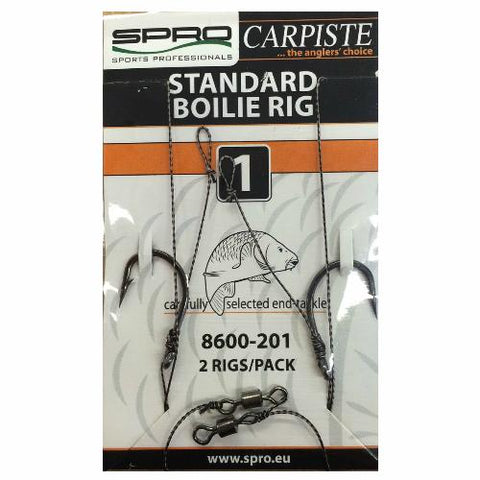 SPRO
SPORTS PROFESSIONALS
CARPISTE
... the anglers' choice
STANDARD
BOILIE RIG
1
carefully selected end-tackle
8600-201
2 RIGS/PACK
www.spro.eu